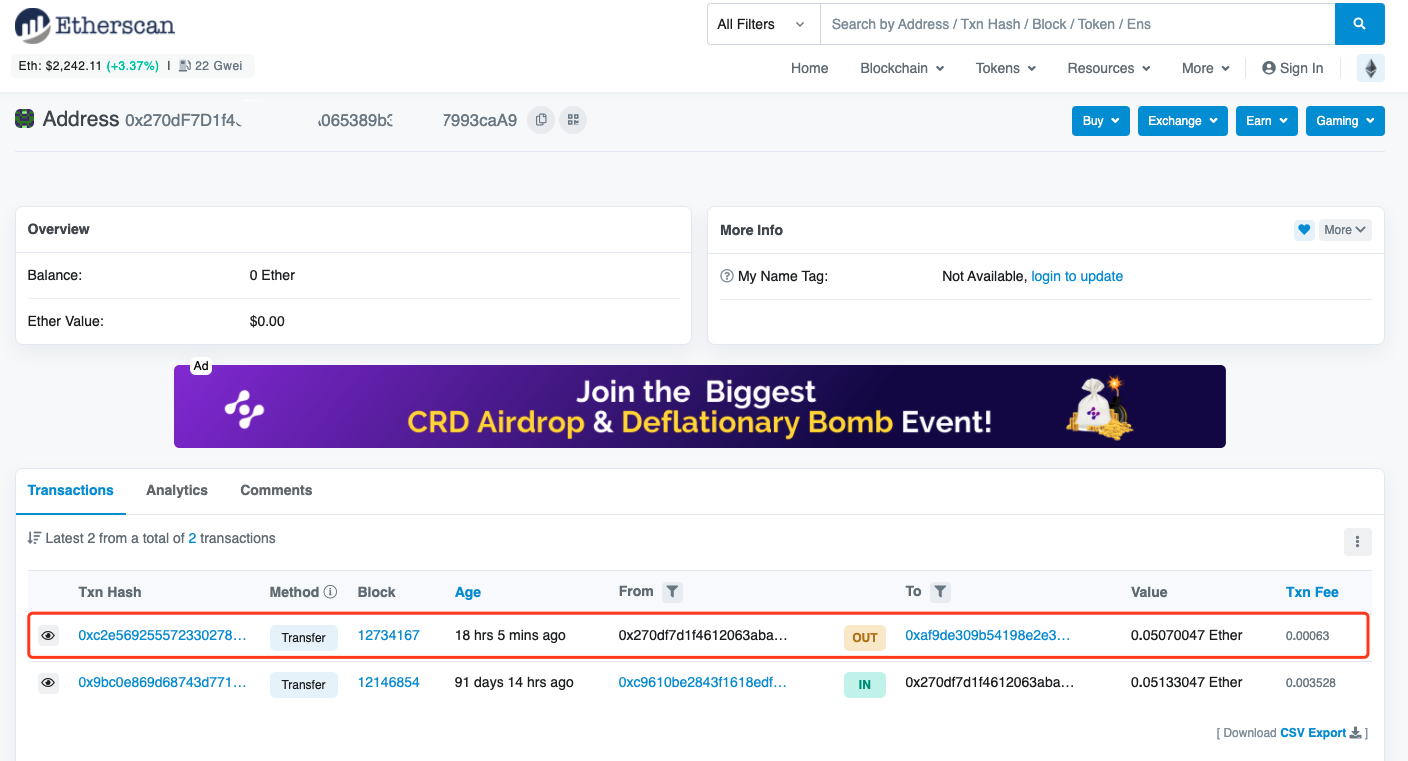 Etherscan
All Filters Search by Address / Txn Hash / Block / Token / Ens
Eth: $2,242.11 (+3.37%) | 22 Gwei
Home Blockchain Tokens Resources More Sign In
Address 0x270dF7D1f4 065389b3 7993caA9
Buy Exchange Earn Gaming
Overview
Balance: 0 Ether
Ether Value: $0.00
More Info More
My Name Tag: Not Available, login to update
Ad
Join the Biggest
CRD Airdrop & Deflationary Bomb Event!
Transactions Analytics Comments
Latest 2 from a total of 2 transactions
Txn Hash Method Block Age From To Value Txn Fee
0xc2e569255572330278... Transfer 12734167 18 hrs 5 mins ago 0x270df7d1f4612063aba... OUT 0xaf9de309b54198e2e3... 0.05070047 Ether 0.00063
0x9bc0e869d68743d771... Transfer 12146854 91 days 14 hrs ago 0xc9610be2843f1618edf... IN 0x270df7d1f4612063aba... 0.05133047 Ether 0.003528
[ Download CSV Export ]